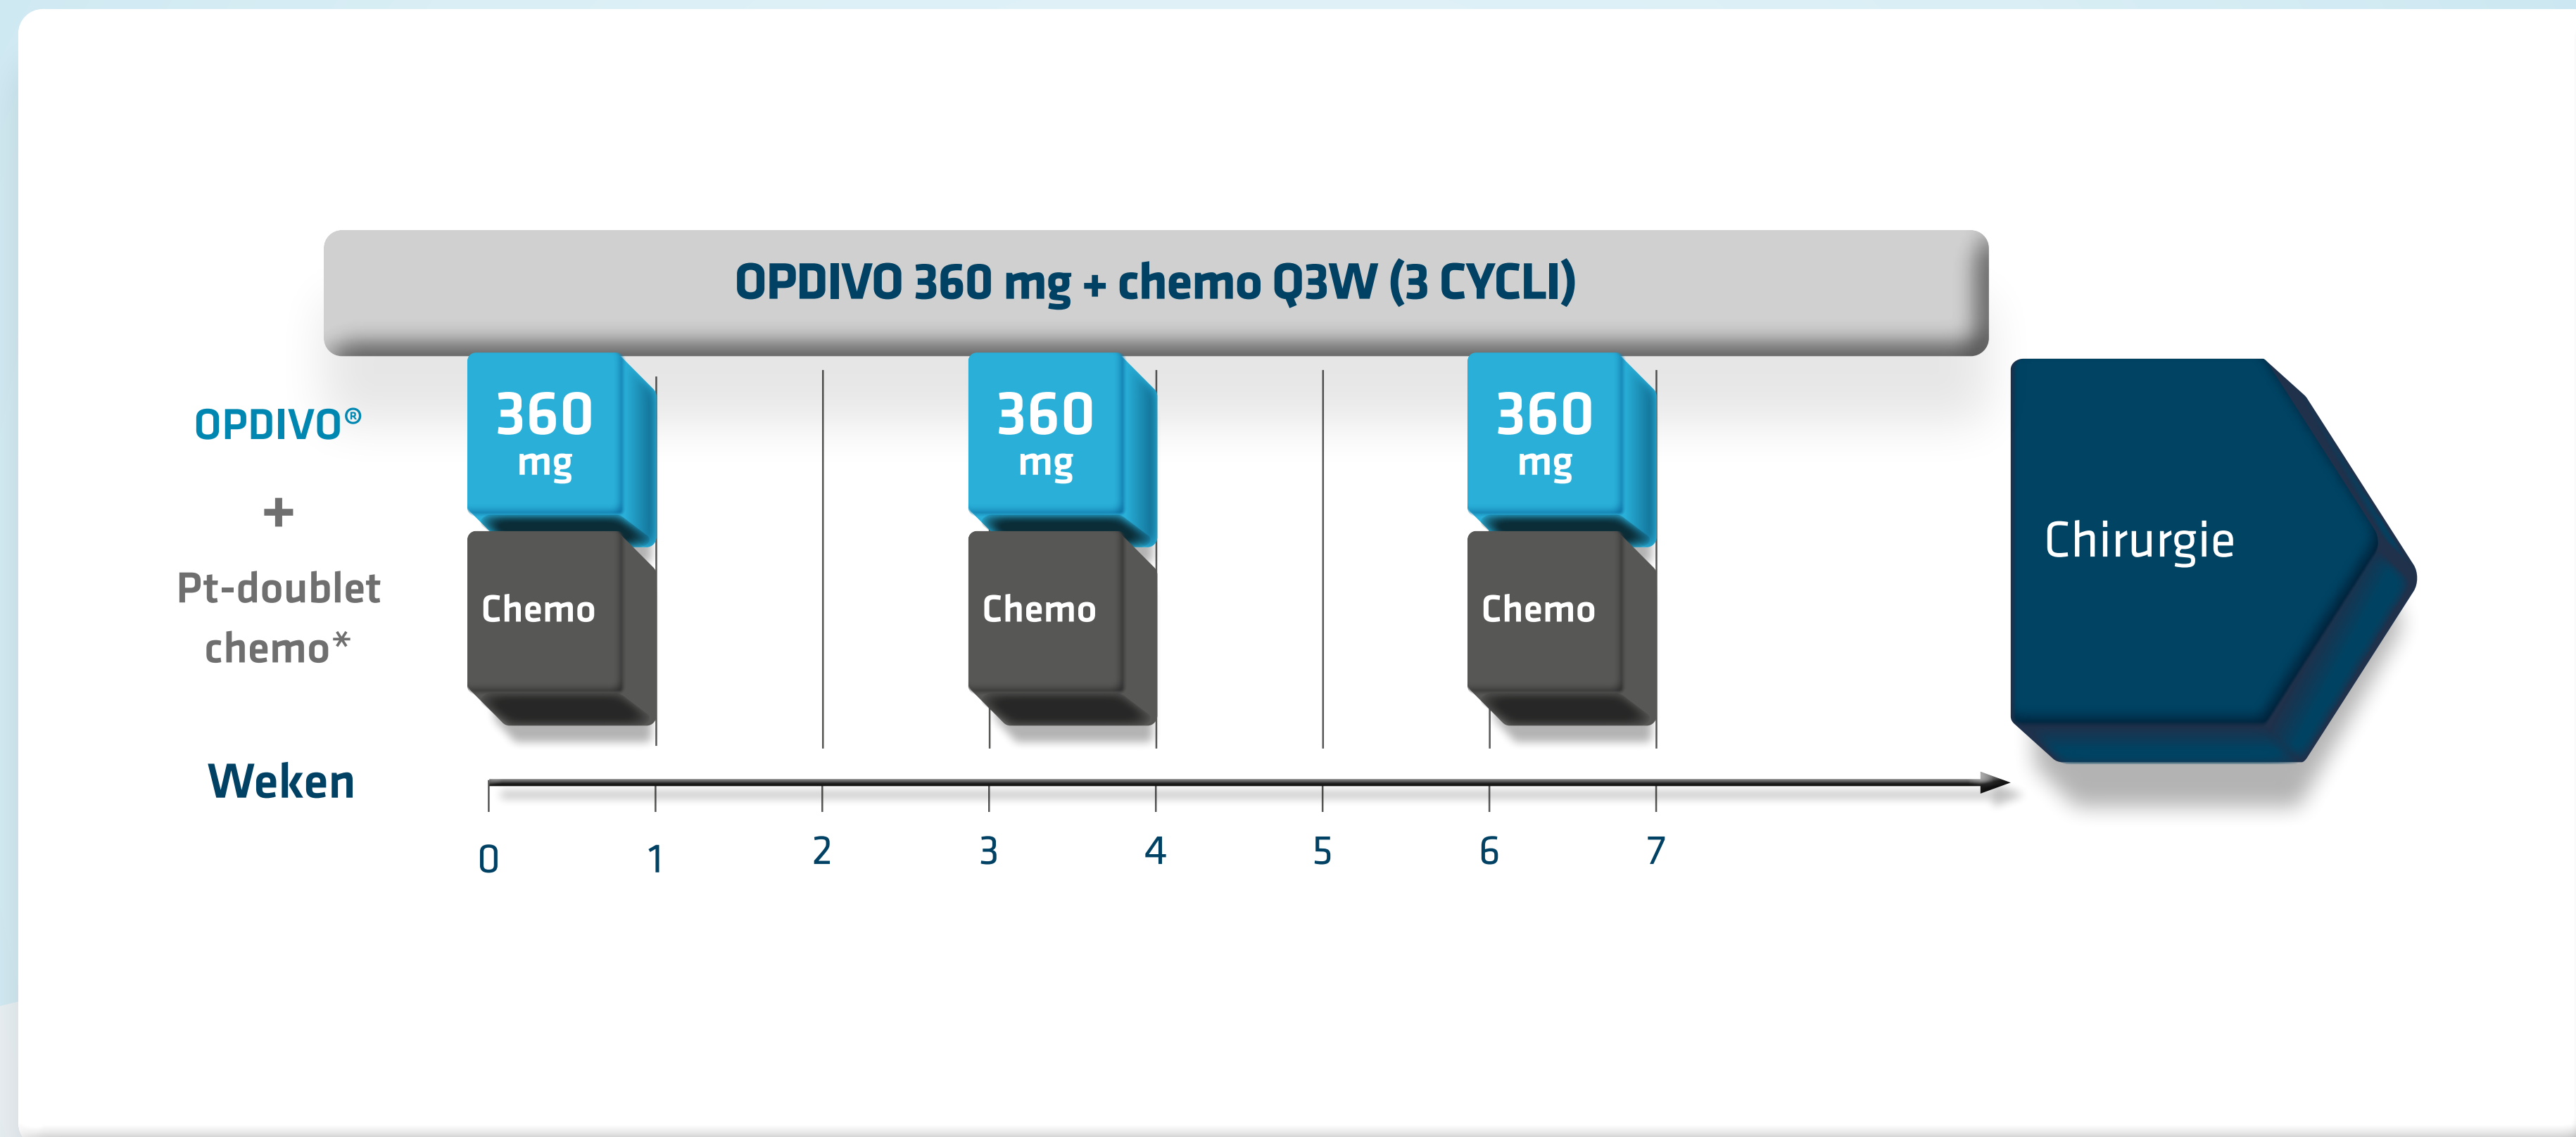 OPDIVO 360 mg + chemo Q3W (3 CYCLI)
OPDIVO®
+
Pt-doublet
chemo*
360
mg
360
mg
360
mg
Chemo
Chemo
Chemo
Chirurgie
Weken
0 1 2 3 4 5 6 7